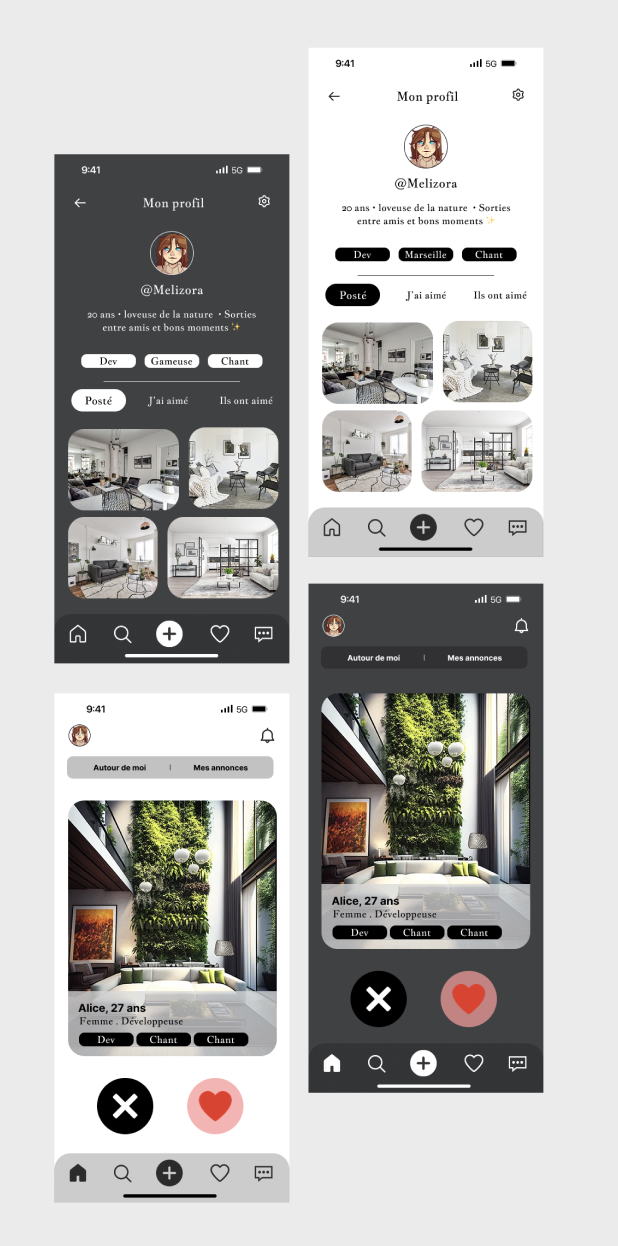 9:41
5G
Mon profil
@Melizora
20 ans • loveuse de la nature • Sorties
entre amis et bons moments ✨
Dev Gameuse Chant
Posté J'ai aimé Ils ont aimé
9:41
5G
Mon profil
@Melizora
20 ans • loveuse de la nature • Sorties
entre amis et bons moments ✨
Dev Marseille Chant
Posté J'ai aimé Ils ont aimé
9:41
5G
Autour de moi | Mes annonces
Alice, 27 ans
Femme . Développeuse
Dev Chant Chant
9:41
5G
Autour de moi | Mes annonces
Alice, 27 ans
Femme . Développeuse
Dev Chant Chant